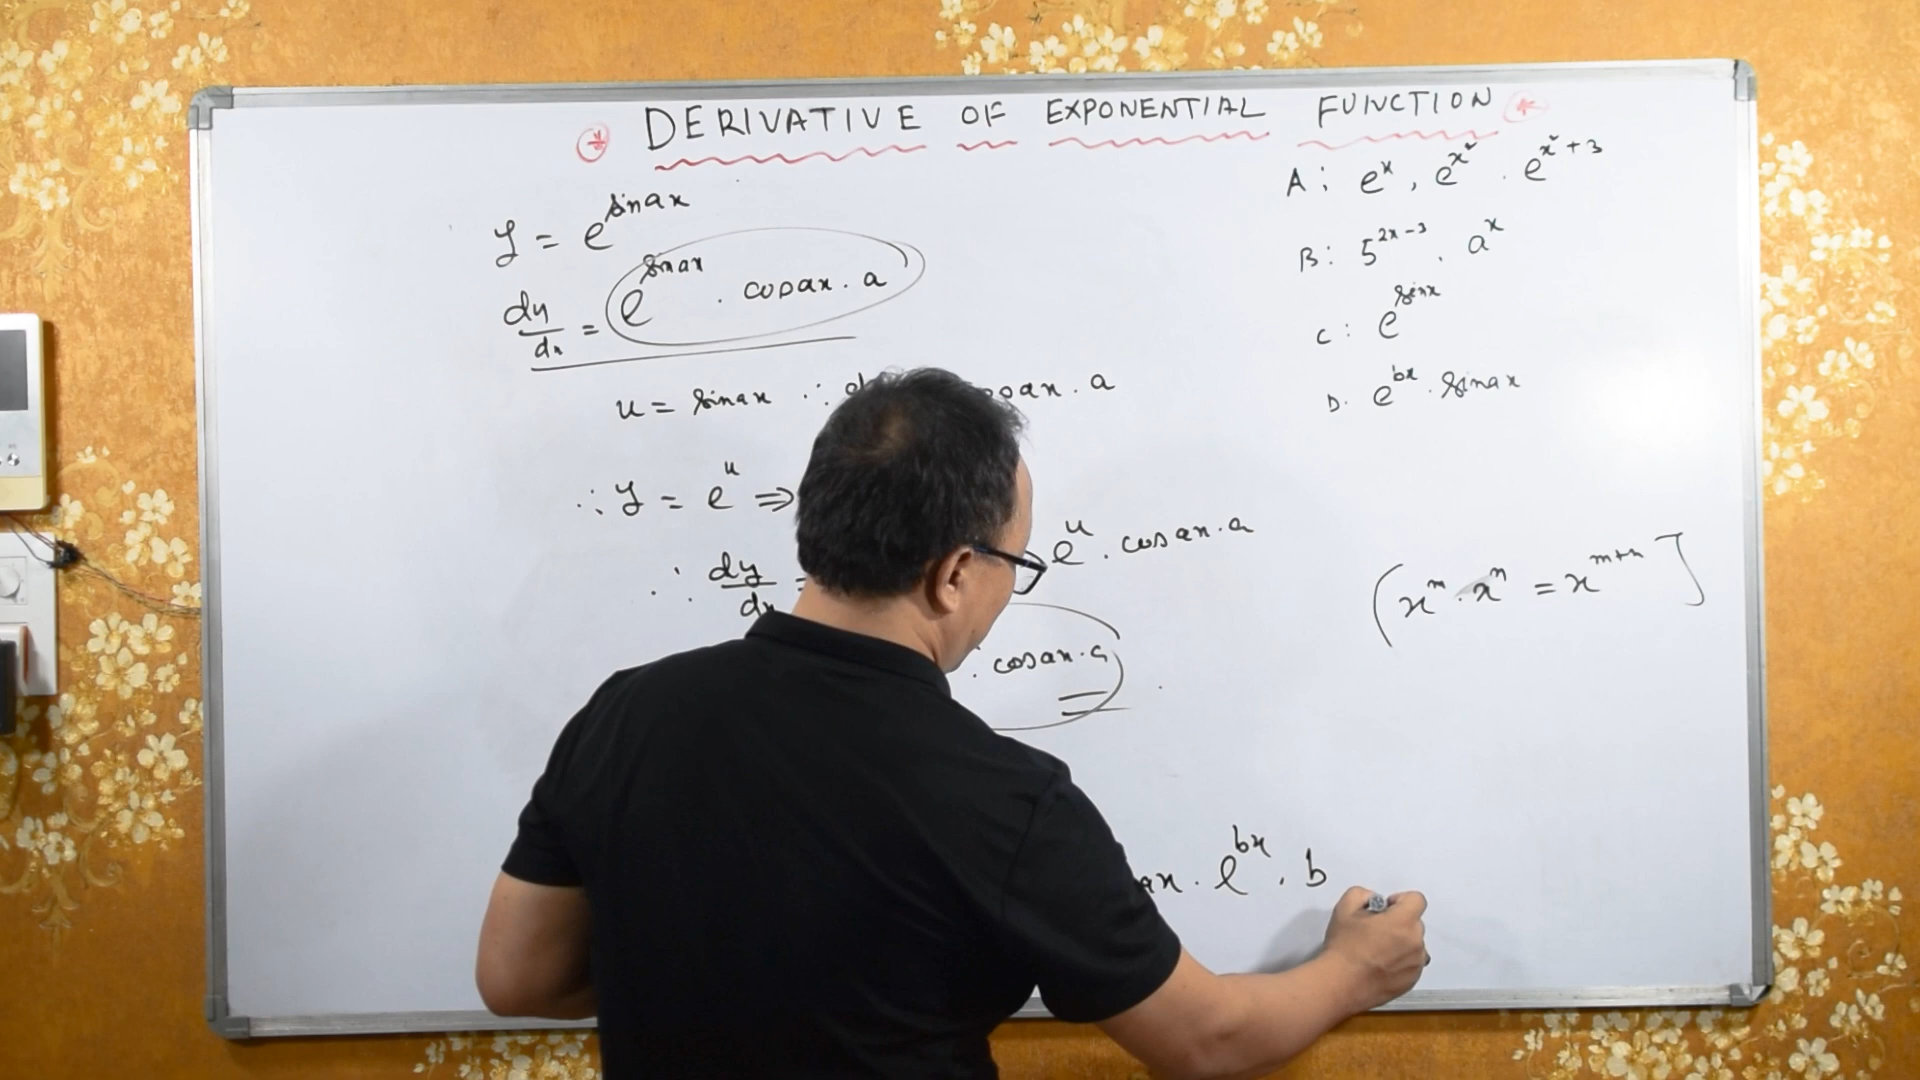 * DERIVATIVE OF EXPONENTIAL FUNCTION *
y = e^{sinax}
dy/dx = e^{sinax} . cosax . a
u = sinax ∴ cosax . a
∴ y = e^u ⇒
∴ dy/dx = e^u . cosax . a
. cosax . a
ax . e^{bx} . b
A : e^x , e^{x²} . e^{x²+3}
B : 5^{2x-3} . a^x
C : e^{sinx}
D. e^{bx} . sinax
(x^m . x^n = x^{m+n}]